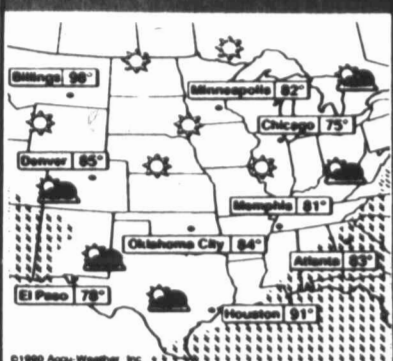 Billings 98°
Minneapolis 82°
Chicago 75°
Denver 85°
Memphis 81°
Oklahoma City 84°
Atlanta 83°
El Paso 78°
Houston 91°
©1990 Accu-Weather, Inc.